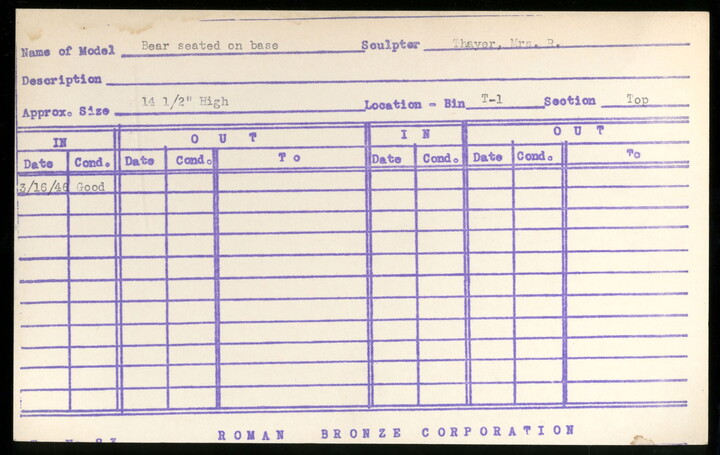 Name of Model Bear seated on base Sculptor Thayer, Mrs. R.
Description
Approx. Size 14 1/2" High Location - Bin T-1 Section Top
IN OUT IN OUT
Date Cond. Date Cond. To Date Cond. Date Cond. To
3/16/46 Good
ROMAN BRONZE CORPORATION